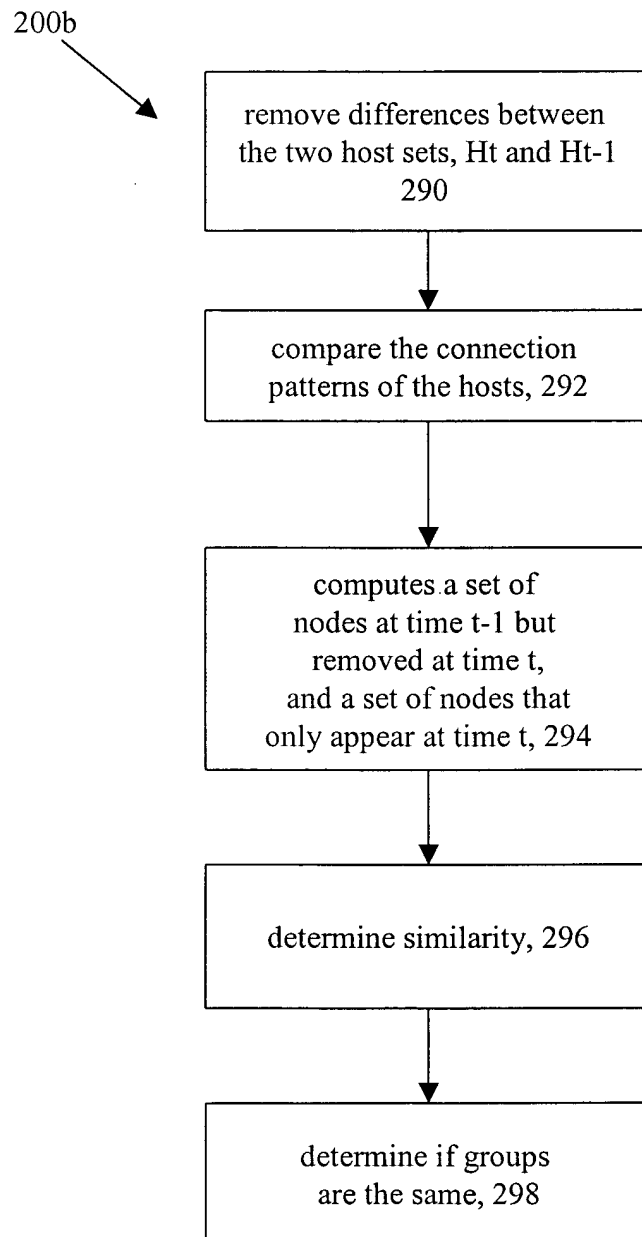 200b
remove differences between
the two host sets, Ht and Ht-1
290
compare the connection
patterns of the hosts, 292
computes a set of
nodes at time t-1 but
removed at time t,
and a set of nodes that
only appear at time t, 294
determine similarity, 296
determine if groups
are the same, 298